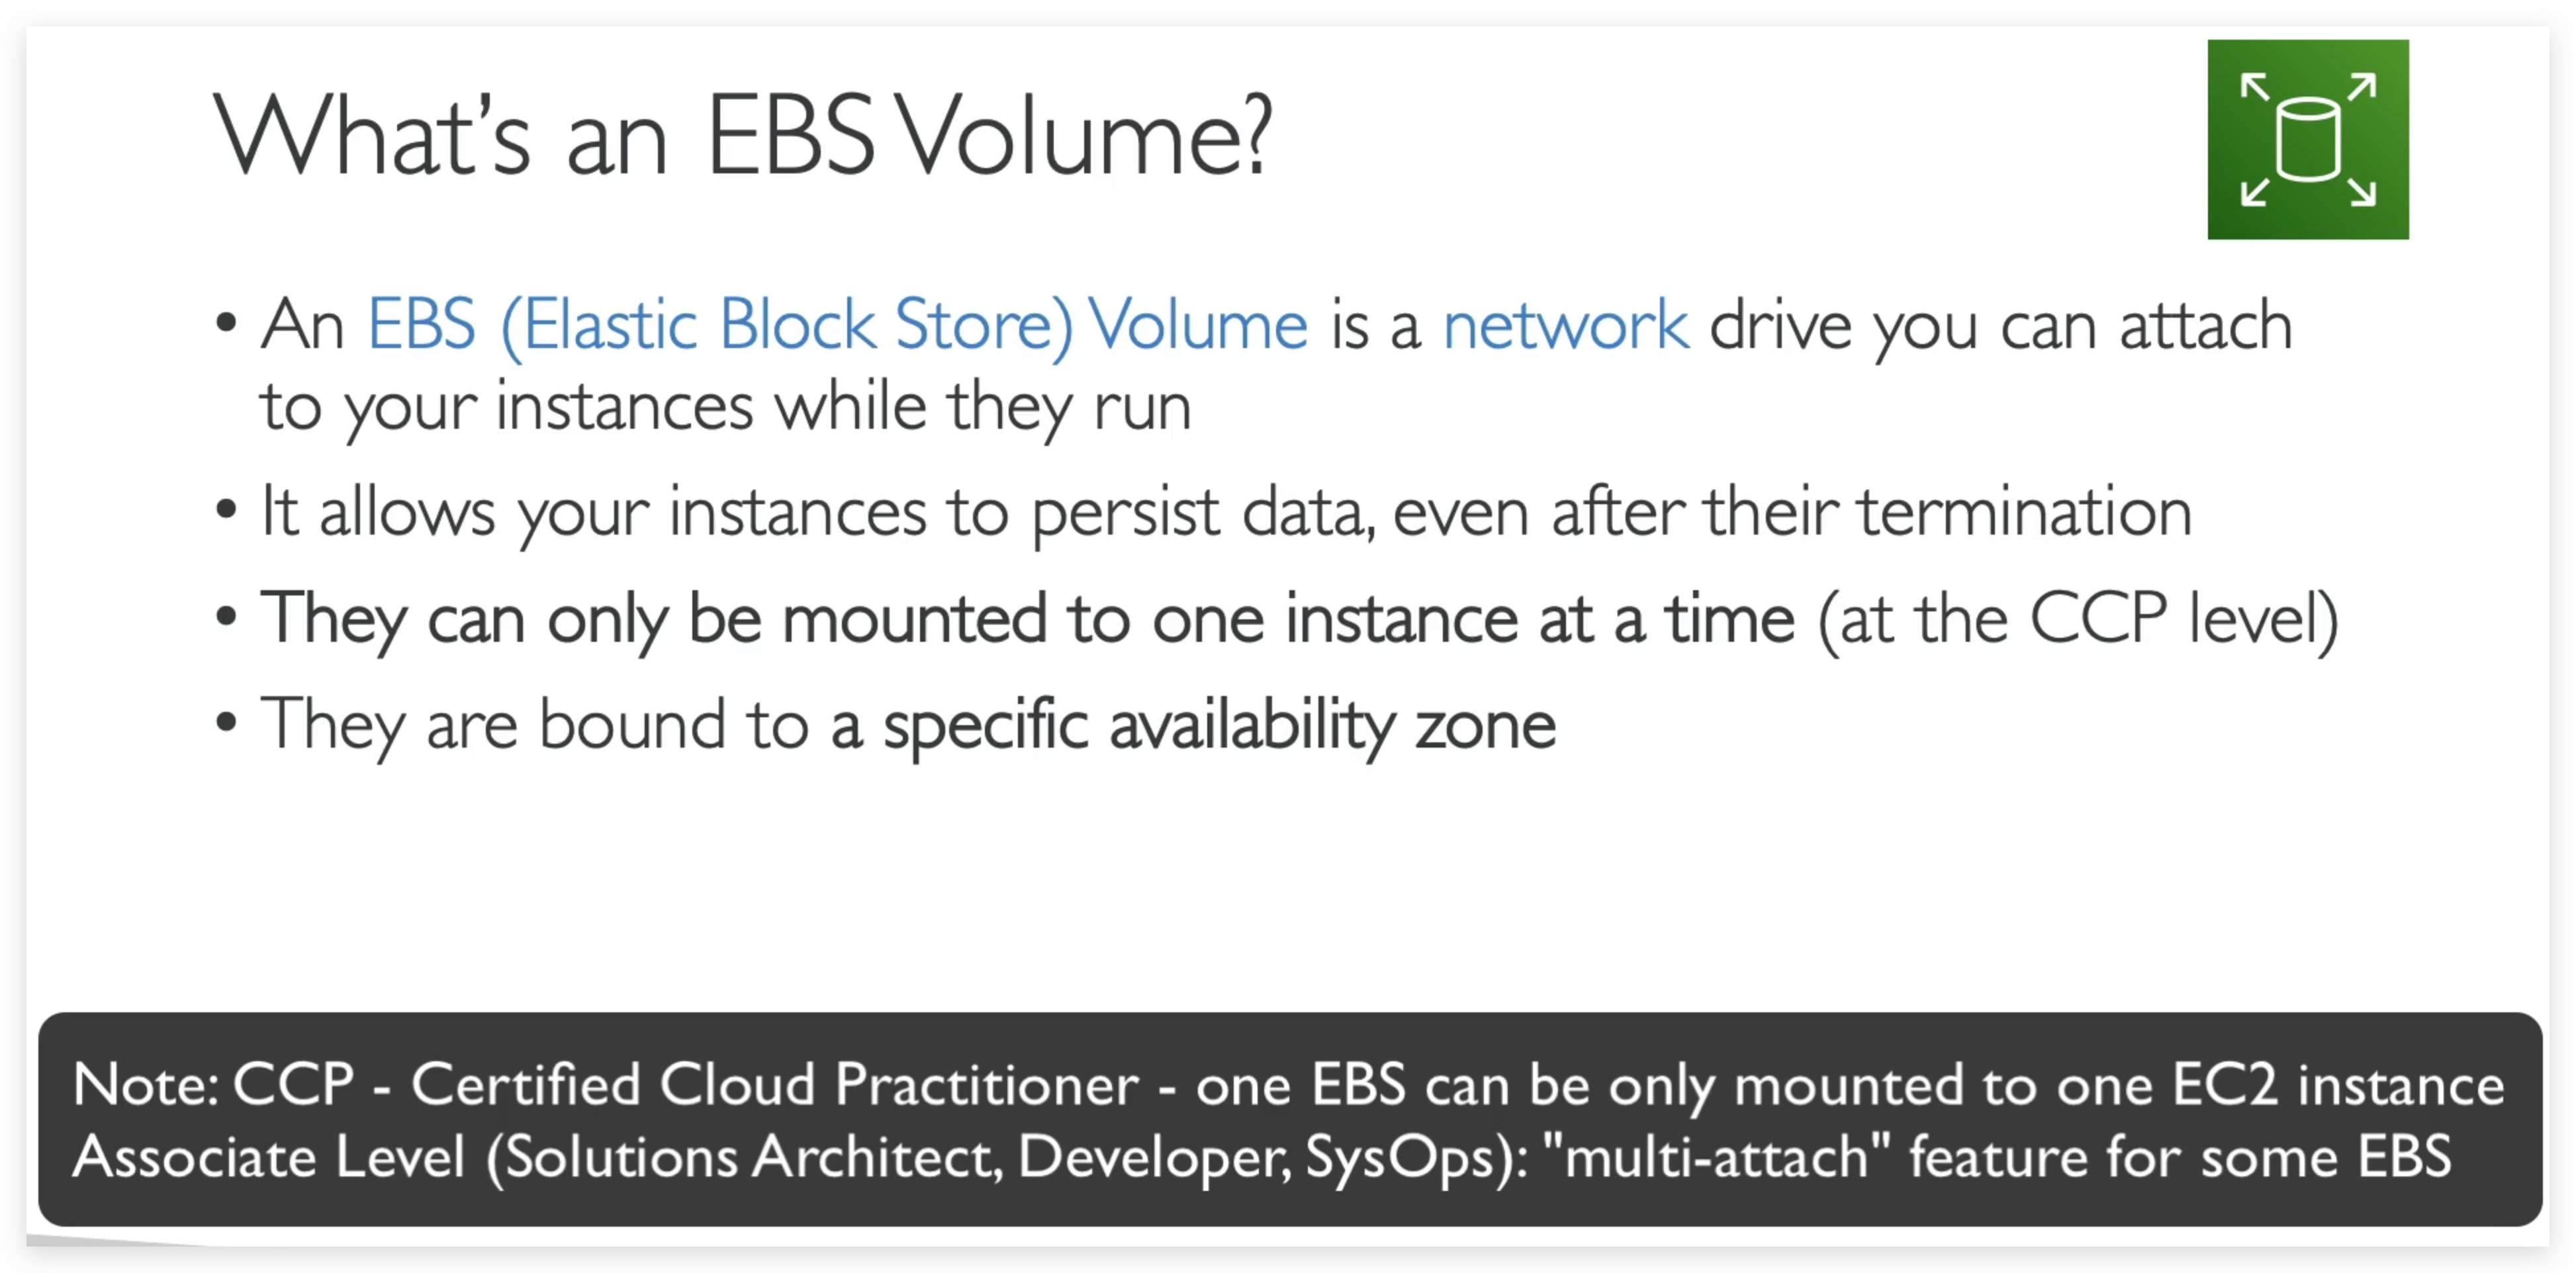 What's an EBS Volume?
• An EBS (Elastic Block Store) Volume is a network drive you can attach
to your instances while they run
• It allows your instances to persist data, even after their termination
• They can only be mounted to one instance at a time (at the CCP level)
• They are bound to a specific availability zone
Note: CCP - Certified Cloud Practitioner - one EBS can be only mounted to one EC2 instance
Associate Level (Solutions Architect, Developer, SysOps): "multi-attach" feature for some EBS